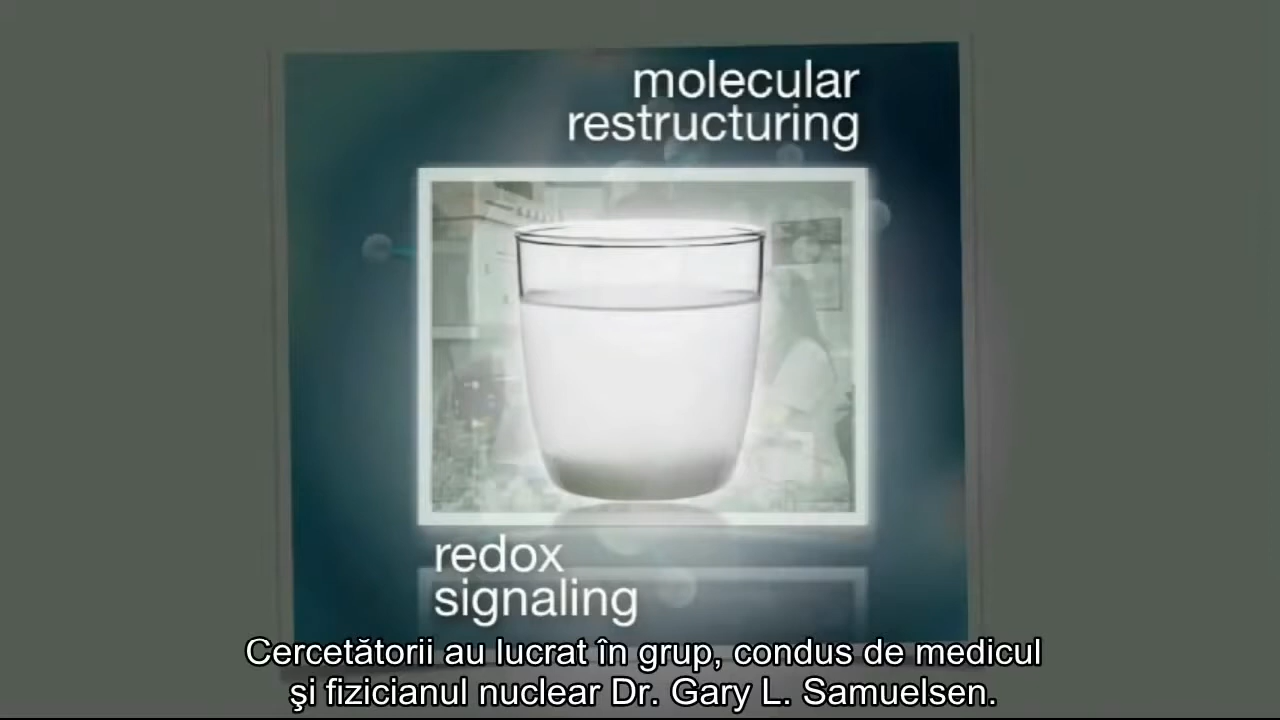 molecular
restructuring
redox
signaling
Cercetătorii au lucrat în grup, condus de medicul
şi fizicianul nuclear Dr. Gary L. Samuelsen.